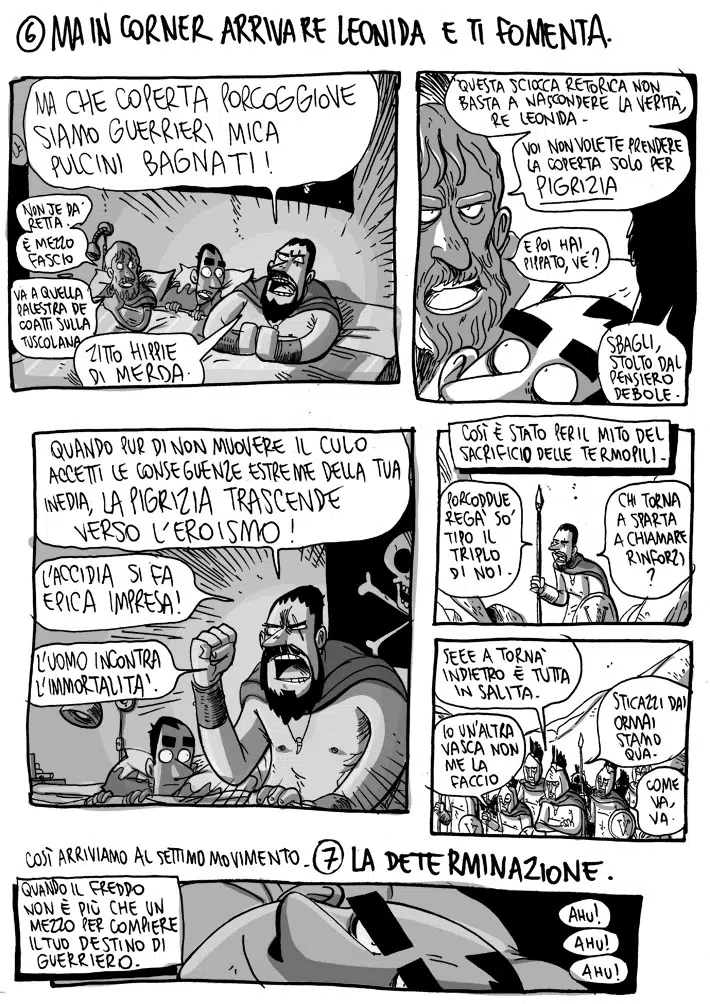 ⑥ MA IN CORNER ARRIVA RE LEONIDA E TI FOMENTA.
MA CHE COPERTA PORCOGGIOVE
SIAMO GUERRIERI MICA
PULCINI BAGNATI!
NON JE DA'
RETTA.
È MEZZO
FASCIO
VA A QUELLA
PALESTRA DE
COATTI SULLA
TUSCOLANA
ZITTO HIPPIE
DI MERDA.
QUESTA SCIOCCA RETORICA NON
BASTA A NASCONDERE LA VERITÀ,
RE LEONIDA.
VOI NON VOLETE PRENDERE
LA COPERTA SOLO PER
PIGRIZIA
E POI HAI
PIPPATO, VE'?
SBAGLI,
STOLTO DAL
PENSIERO
DEBOLE.
QUANDO PUR DI NON MUOVERE IL CULO
ACCETTI LE CONSEGUENZE ESTREME DELLA TUA
INEDIA, LA PIGRIZIA TRASCENDE
VERSO L'EROISMO!
L'ACCIDIA SI FA
EPICA IMPRESA!
L'UOMO INCONTRA
L'IMMORTALITA'.
COSÌ È STATO PER IL MITO DEL
SACRIFICIO DELLE TERMOPILI.
PORCODDUE
REGA' SO'
TIPO IL
TRIPLO
DI NOI.
CHI TORNA
A SPARTA
A CHIAMARE
RINFORZI
?
SEEE A TORNA'
INDIETRO È TUTTA
IN SALITA.
IO UN'ALTRA
VASCA NON
ME LA
FACCIO
STICAZZI DAI
ORMAI
STAMO
QUA.
COME
VA,
VA.
COSÌ ARRIVIAMO AL SETTIMO MOVIMENTO. ⑦ LA DETERMINAZIONE.
QUANDO IL FREDDO
NON È PIÙ CHE UN
MEZZO PER COMPIERE
IL TUO DESTINO DI
GUERRIERO.
AHU!
AHU!
AHU!